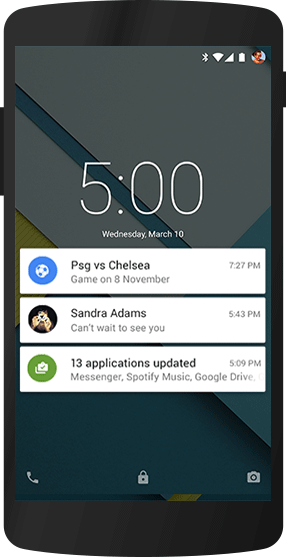 5:00
Wednesday, March 10
Psg vs Chelsea 7:27 PM
Game on 8 November
Sandra Adams 5:43 PM
Can't wait to see you
13 applications updated 5:09 PM
Messenger, Spotify Music, Google Drive,